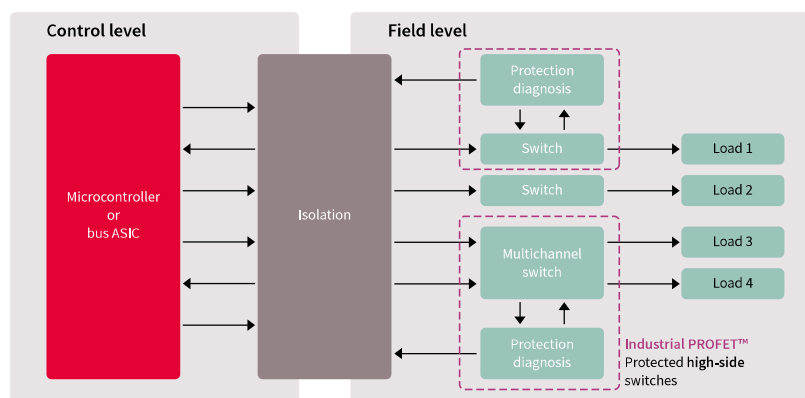 Control level
Field level
Microcontroller
or
bus ASIC
Isolation
Protection
diagnosis
Switch
Load 1
Switch
Load 2
Multichannel
switch
Load 3
Load 4
Protection
diagnosis
Industrial PROFET™
Protected high-side
switches